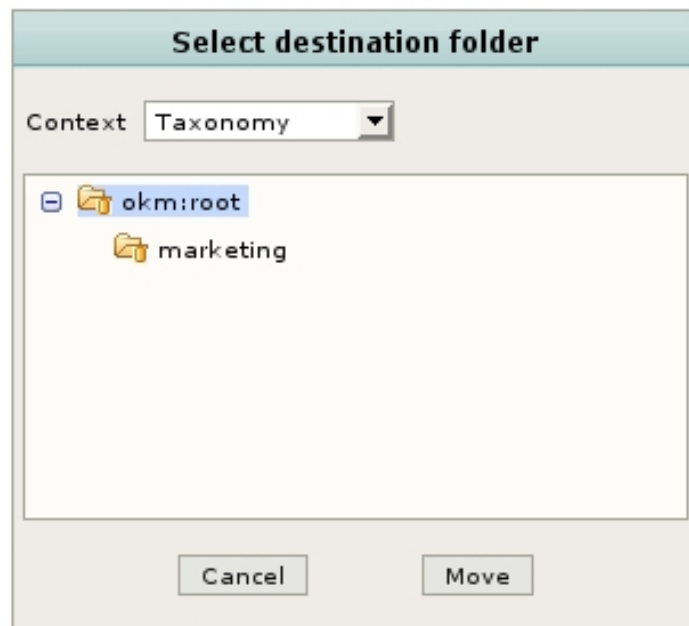 Select destination folder
Context Taxonomy
okm:root
marketing
Cancel Move